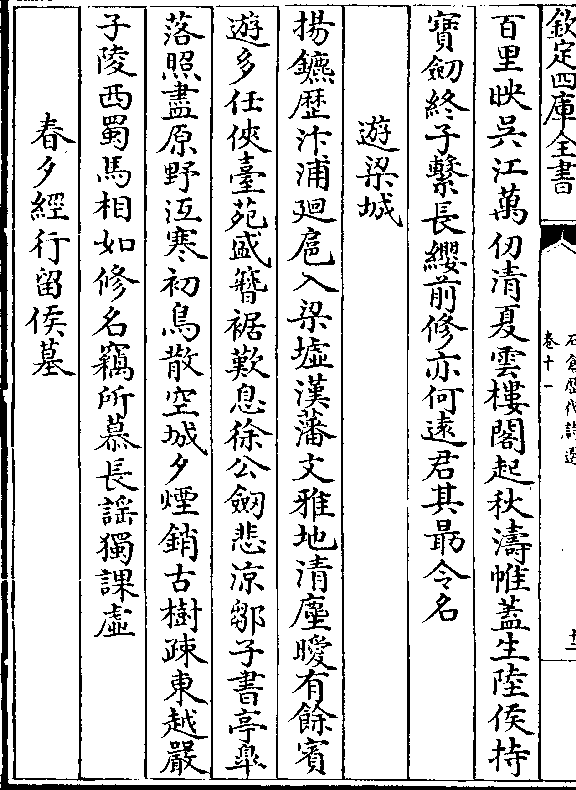 欽定四庫全書
石倉歷代詩選
卷十一
百里映吳江萬仞清夏雲樓閣起秋濤帷蓋生陸侯持
寶劒終子繫長纓前修亦何遠君其最令名
遊梁城
揚鑣歷汴浦廻扈入梁墟漢藩文雅地清塵曖有餘賓
遊多任俠臺苑盛簪裾歎息徐公劒悲涼鄒子書亭臯
落照盡原野沍寒初鳥散空城夕煙銷古樹疎東越嚴
子陵西蜀馬相如修名竊所慕長謡獨課虛
春夕經行留侯墓